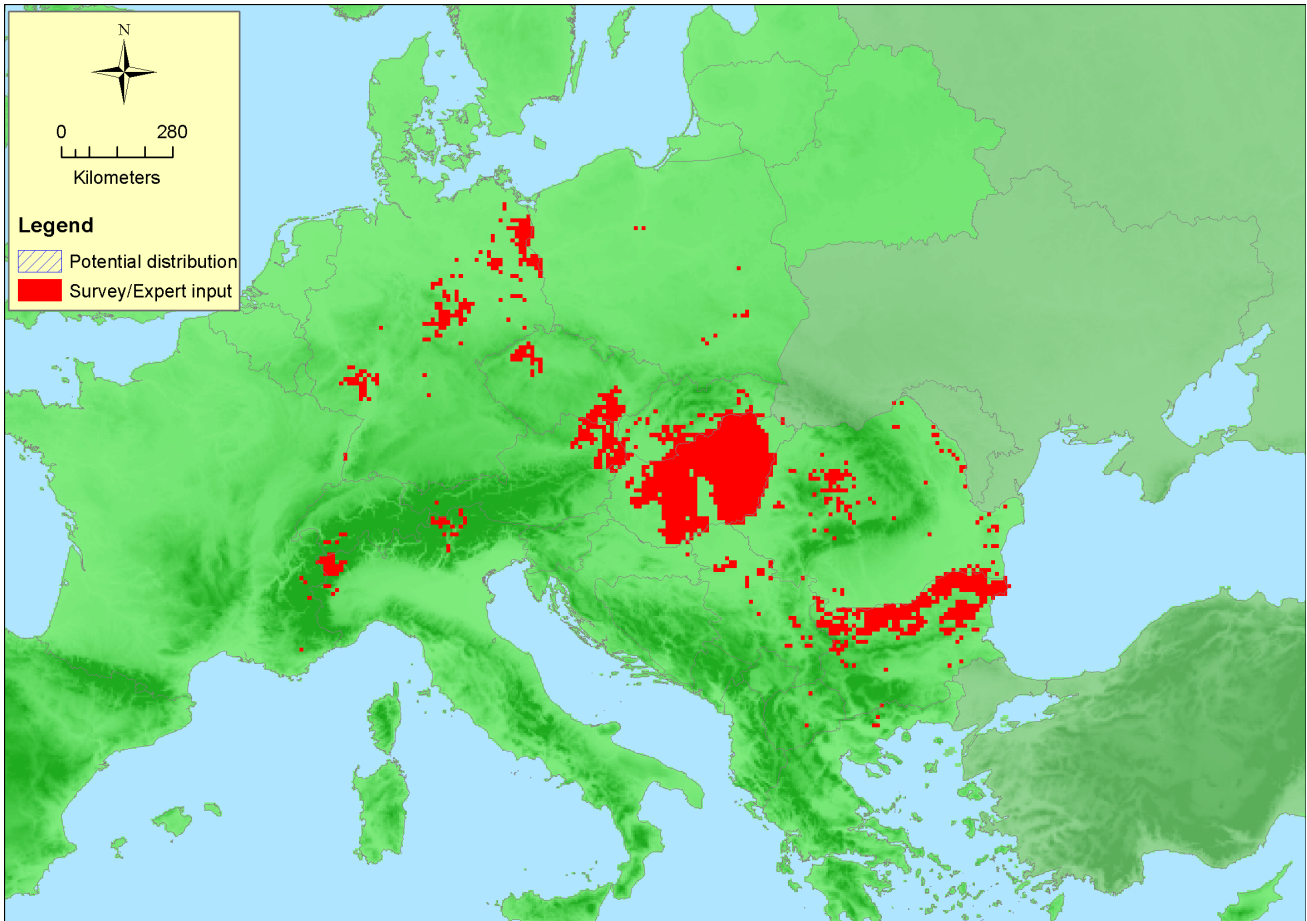 N
0 280
Kilometers
Legend
Potential distribution
Survey/Expert input